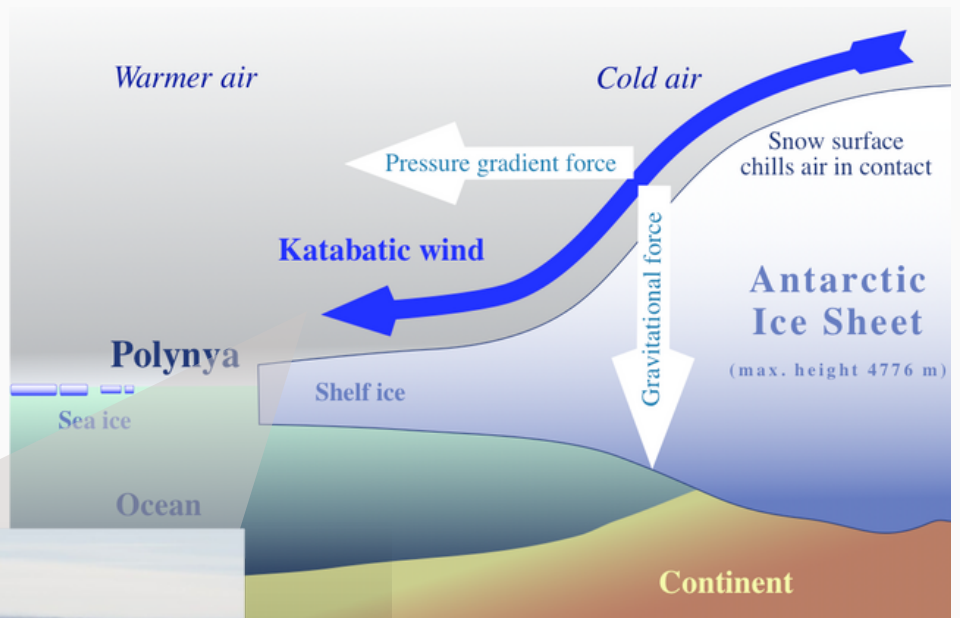 Warmer air
Cold air
Snow surface
chills air in contact
Pressure gradient force
Katabatic wind
Gravitational force
Antarctic
Ice Sheet
(max. height 4776 m)
Polynya
Shelf ice
Sea ice
Ocean
Continent